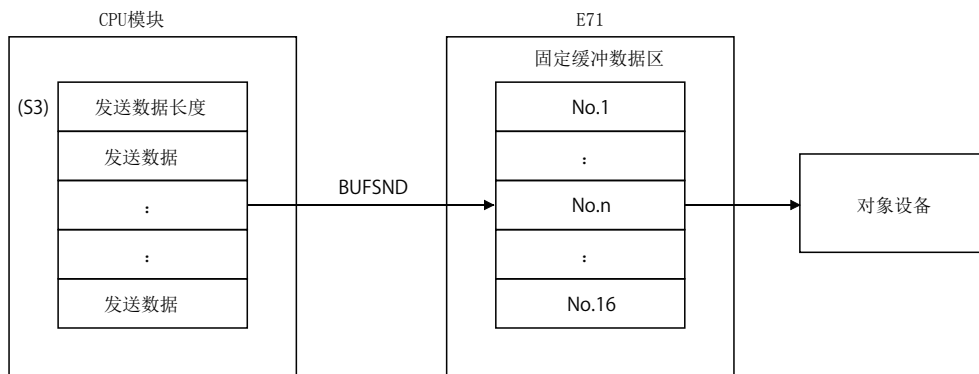 CPU模块
(S3)
发送数据长度
发送数据
:
:
发送数据
BUFSND
E71
固定缓冲数据区
No.1
:
No.n
:
No.16
对象设备